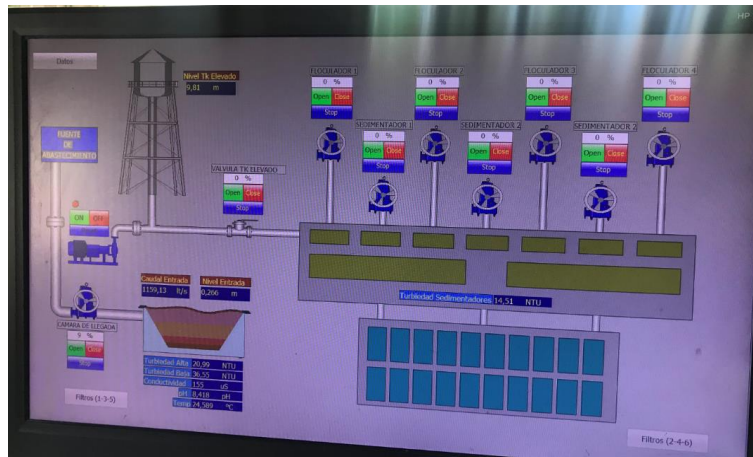 HP
Datos
Nivel Tk Elevado
9,81 m
FUENTE
DE
ABASTECIMIENTO
ON OFF
VALVULA TK ELEVADO
0 %
Open Close
Stop
FLOCULADOR 1
0 %
Open Close
Stop
SEDIMENTADOR 1
0 %
Open Close
Stop
FLOCULADOR
0 %
Open Close
Stop
SEDIMENTADOR 2
0 %
Open Close
Stop
FLOCULADOR 3
0 %
Open Close
Stop
SEDIMENTADOR 2
0 %
Open Close
Stop
FLOCULADOR 4
0 %
Open Close
Stop
Caudal Entrada
1159,13 lt/s
Nivel Entrada
0,266 m
CAMARA DE LLEGADA
9 %
Open Close
Stop
Turbiedad Alta 20,99 NTU
Turbiedad Baja 36,55 NTU
Conductividad 155 uS
pH 8,418 pH
Temp 24,589 ºC
Turbiedad Sedimentadores 14,51 NTU
Filtros (1-3-5)
Filtros (2-4-6)